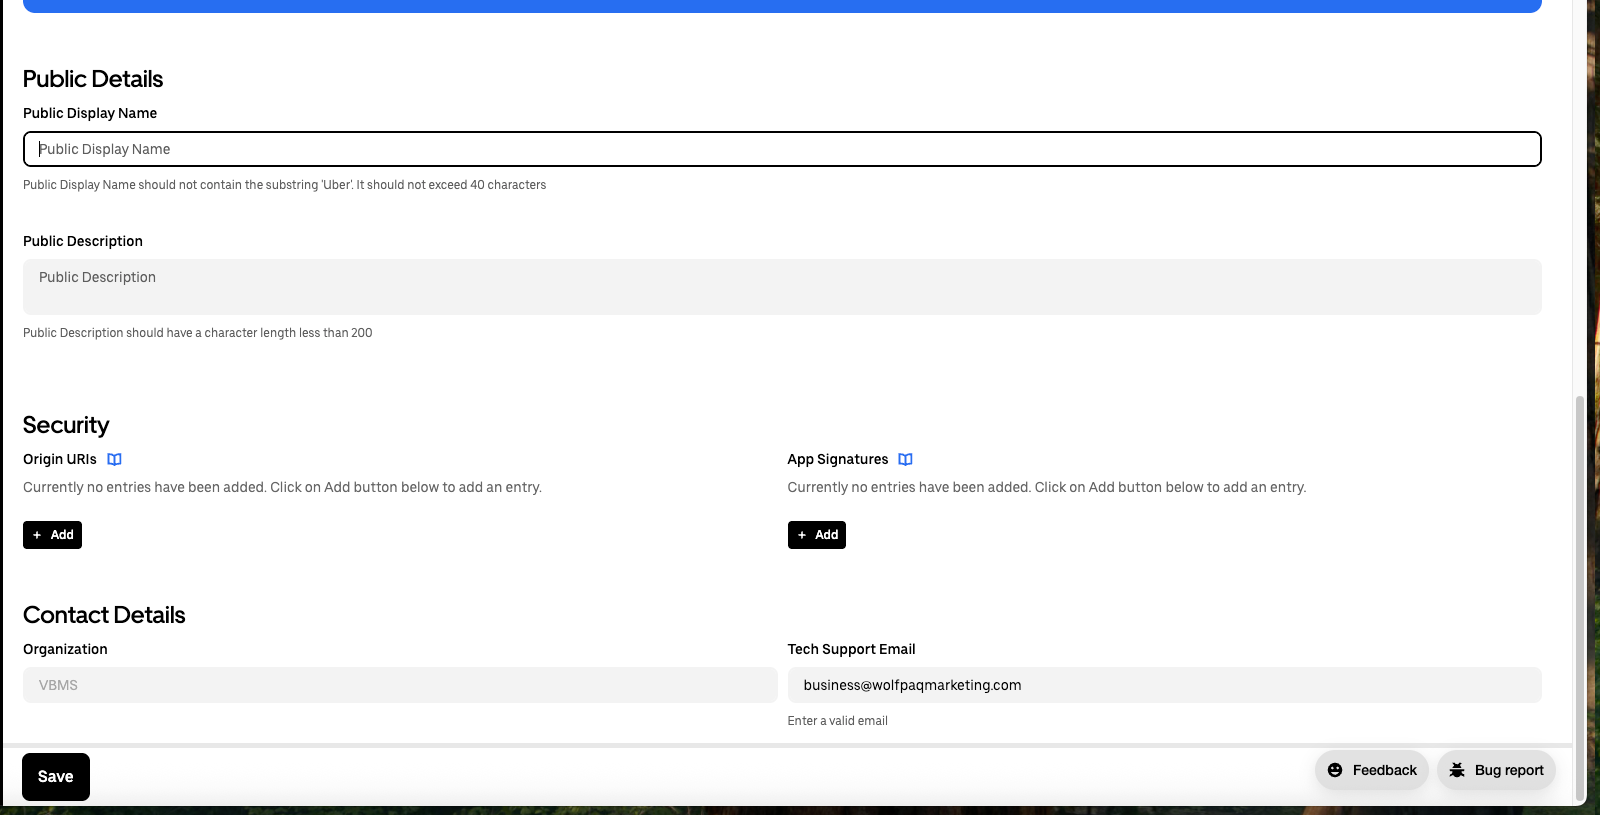 Public Details
Public Display Name
Public Display Name
Public Display Name should not contain the substring 'Uber'. It should not exceed 40 characters
Public Description
Public Description
Public Description should have a character length less than 200
Security
Origin URIs
Currently no entries have been added. Click on Add button below to add an entry.
+ Add
App Signatures
Currently no entries have been added. Click on Add button below to add an entry.
+ Add
Contact Details
Organization
VBMS
Tech Support Email
business@wolfpaqmarketing.com
Enter a valid email
Save
Feedback
Bug report